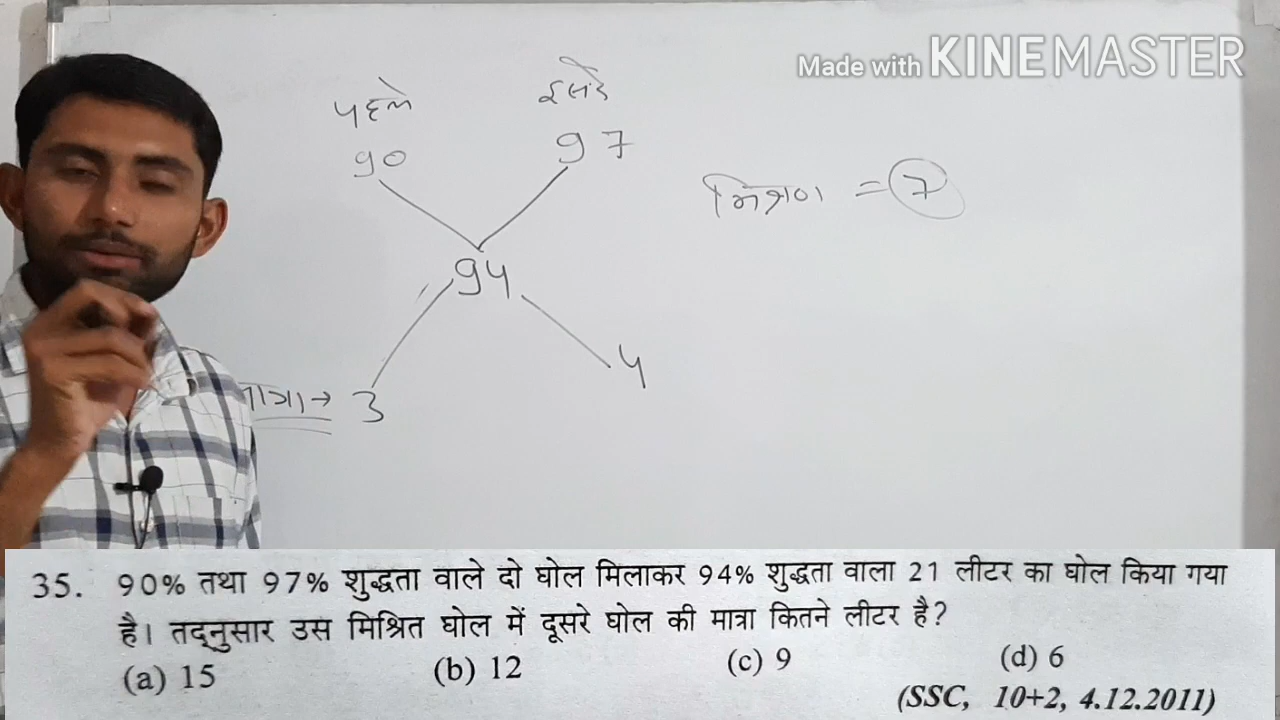 Made with KINEMASTER
पहले दूसरे
90 97
मिश्रण = 7
94
मात्रा → 3 4
35. 90% तथा 97% शुद्धता वाले दो घोल मिलाकर 94% शुद्धता वाला 21 लीटर का घोल किया गया
है। तद्नुसार उस मिश्रित घोल में दूसरे घोल की मात्रा कितने लीटर है?
(a) 15 (b) 12 (c) 9 (d) 6
(SSC, 10+2, 4.12.2011)